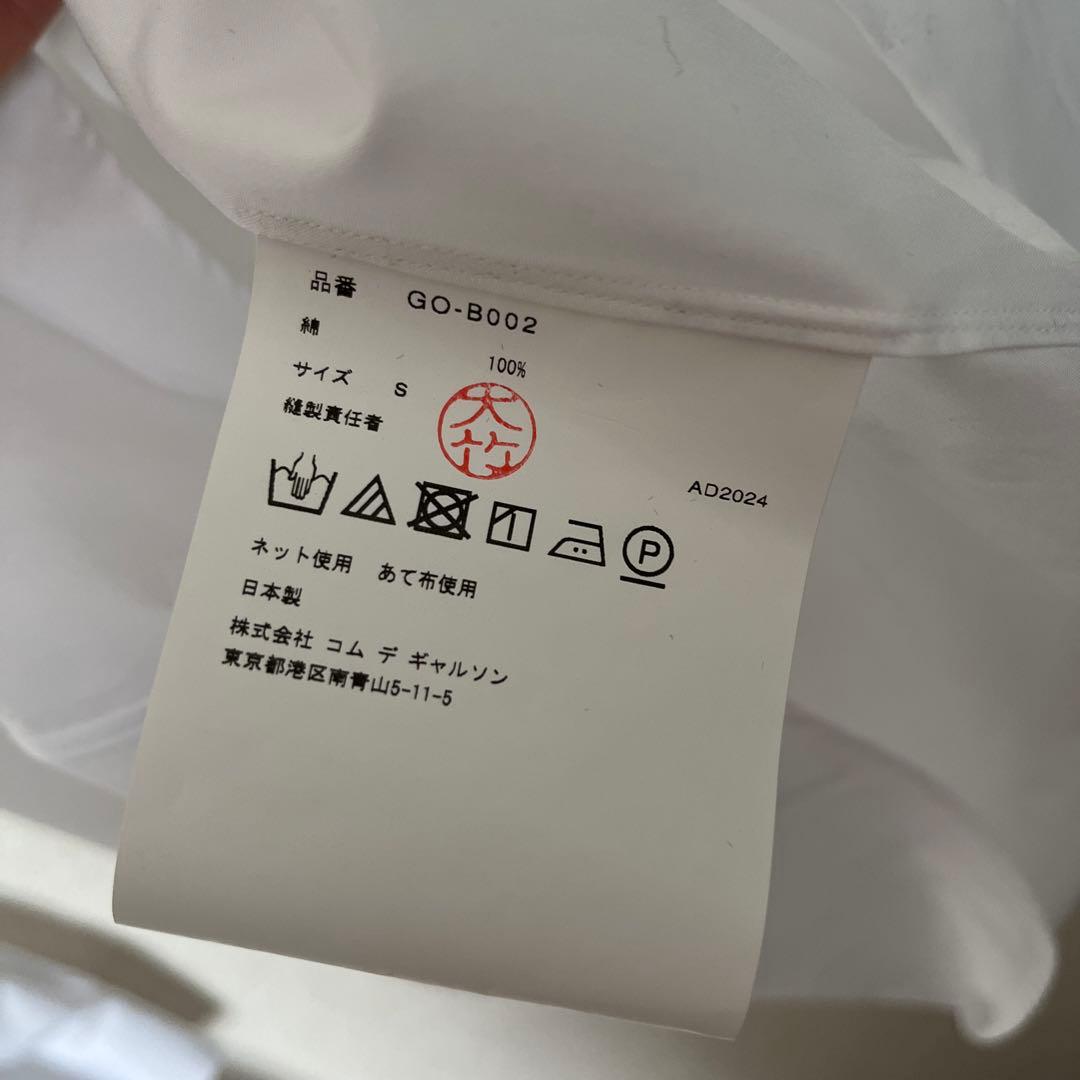 品番 GO-B002
綿 100%
サイズ S
縫製責任者 大竹
AD2024
P
ネット使用 あて布使用
日本製
株式会社 コム デ ギャルソン
東京都港区南青山5-11-5